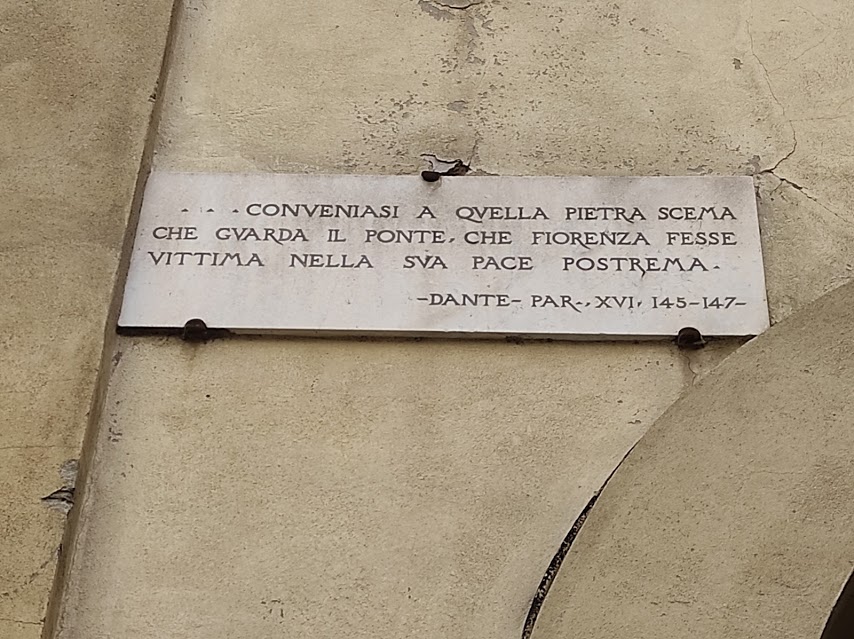 . . . CONVENIASI A QVELLA PIETRA SCEMA
CHE GVARDA IL PONTE, CHE FIORENZA FESSE
VITTIMA NELLA SVA PACE POSTREMA.
-DANTE- PAR., XVI, 145-147-